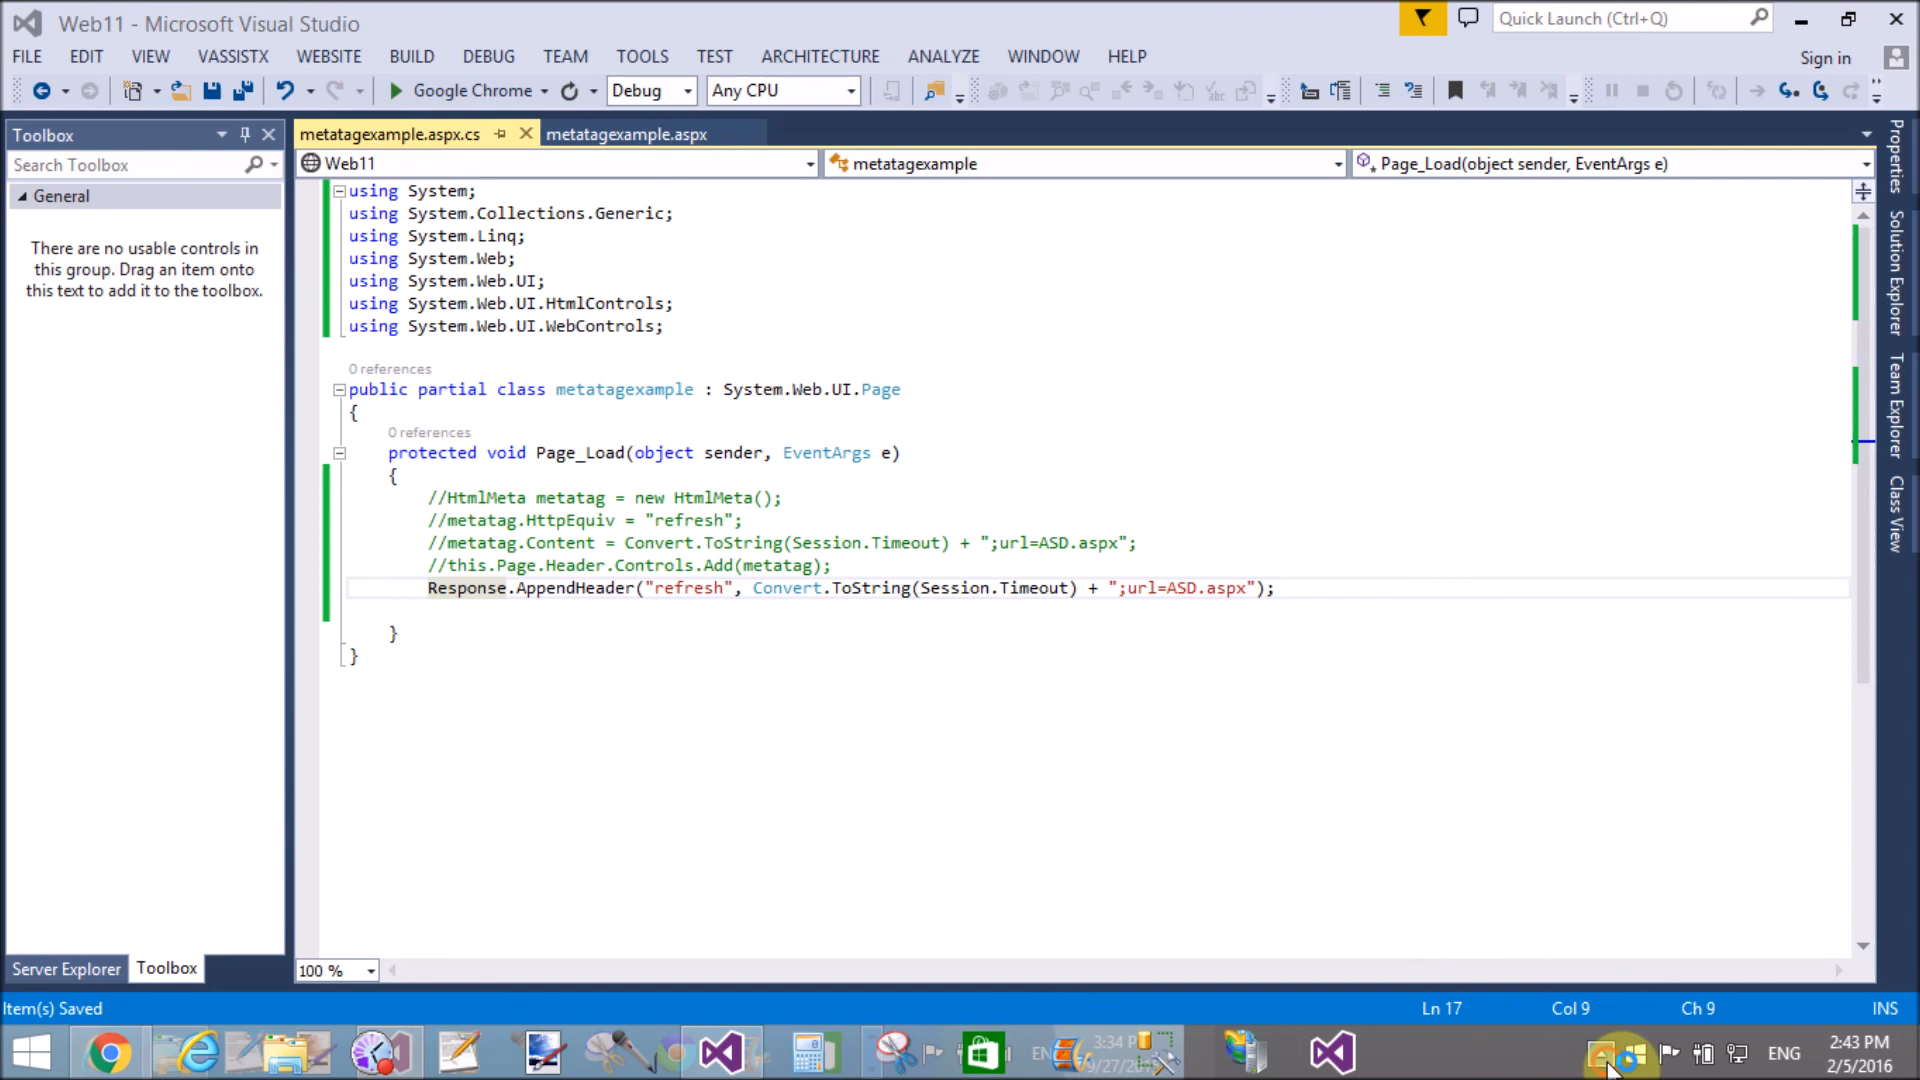 Web11 - Microsoft Visual Studio
Quick Launch (Ctrl+Q)
FILE EDIT VIEW VASSISTX WEBSITE BUILD DEBUG TEAM TOOLS TEST ARCHITECTURE ANALYZE WINDOW HELP
Sign in
Google Chrome Debug Any CPU
Toolbox
Search Toolbox
General
There are no usable controls in
this group. Drag an item onto
this text to add it to the toolbox.
Server Explorer Toolbox
metatagexample.aspx.cs metatagexample.aspx
Web11 metatagexample Page_Load(object sender, EventArgs e)
using System;
using System.Collections.Generic;
using System.Linq;
using System.Web;
using System.Web.UI;
using System.Web.UI.HtmlControls;
using System.Web.UI.WebControls;
0 references
public partial class metatagexample : System.Web.UI.Page
{
0 references
protected void Page_Load(object sender, EventArgs e)
{
//HtmlMeta metatag = new HtmlMeta();
//metatag.HttpEquiv = "refresh";
//metatag.Content = Convert.ToString(Session.Timeout) + ";url=ASD.aspx";
//this.Page.Header.Controls.Add(metatag);
Response.AppendHeader("refresh", Convert.ToString(Session.Timeout) + ";url=ASD.aspx");
}
}
100 %
Properties
Solution Explorer
Team Explorer
Class View
Item(s) Saved
Ln 17 Col 9 Ch 9 INS
3:34 PM
9/27/20
ENG
2:43 PM
2/5/2016